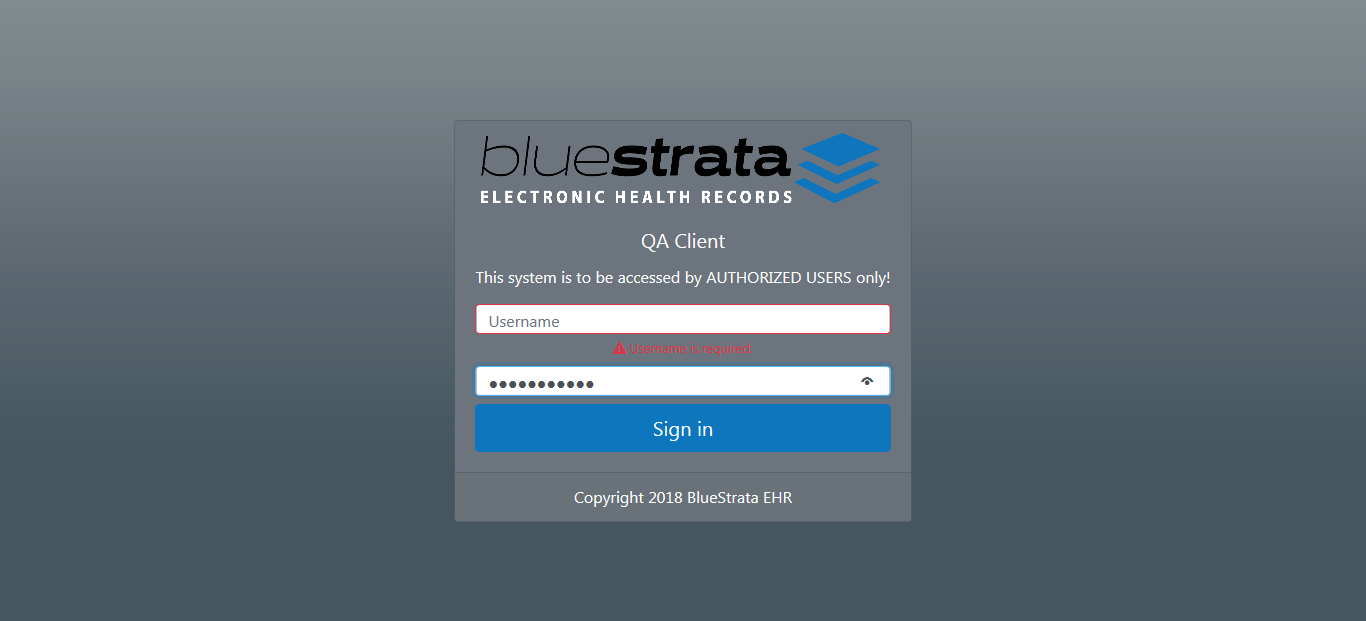 bluestrata
ELECTRONIC HEALTH RECORDS
QA Client
This system is to be accessed by AUTHORIZED USERS only!
Username
Username is required
●●●●●●●●●●●
Sign in
Copyright 2018 BlueStrata EHR